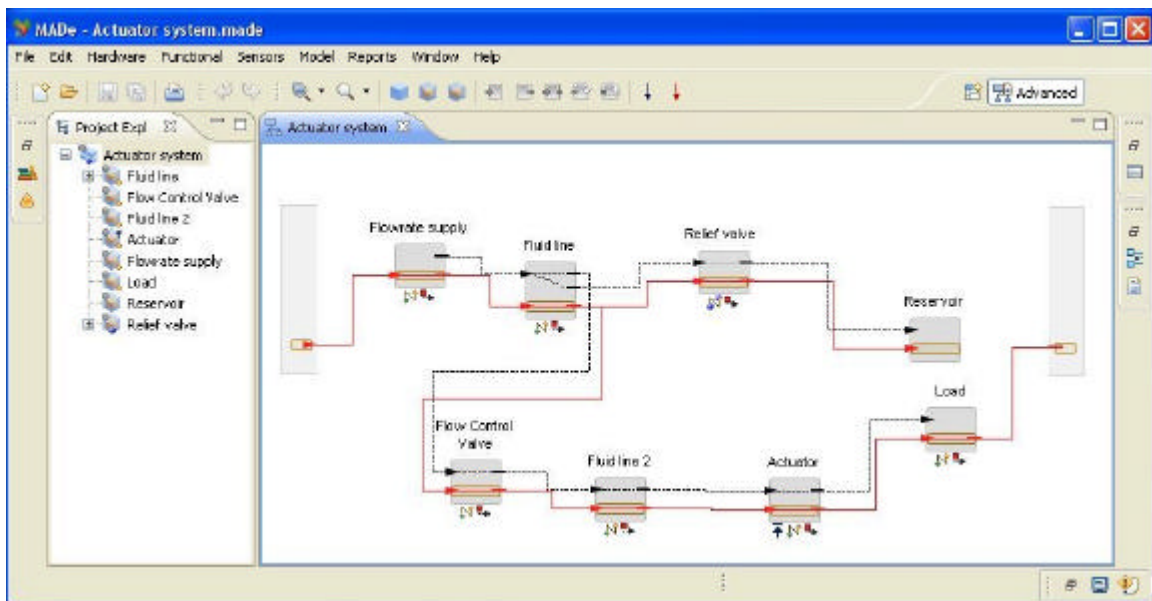 MADe - Actuator system.made
File Edit Hardware Functional Sensors Model Reports Window Help
Advanced
Project Expl
Actuator system
Actuator system
Fluid line
Flow Control Valve
Fluid line 2
Actuator
Flowrate supply
Load
Reservoir
Relief valve
Flowrate supply
Fluid line
Relief valve
Reservoir
Load
Flow Control
Valve
Fluid line 2
Actuator